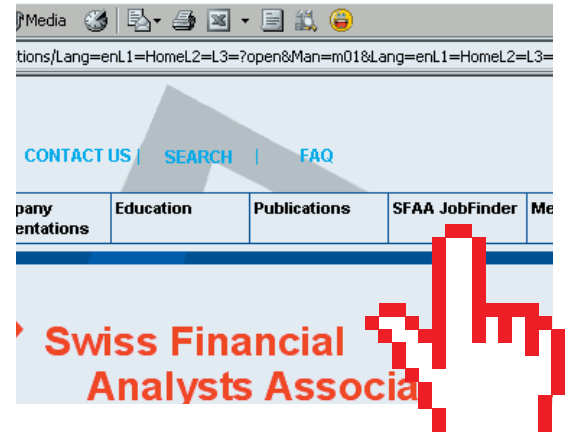 Media
tions/Lang=enL1=HomeL2=L3=?open&Man=m01&Lang=enL1=HomeL2=L3=
CONTACT US | SEARCH | FAQ
pany Education Publications SFAA JobFinder Me
entations
Swiss Financial
Analysts Associa